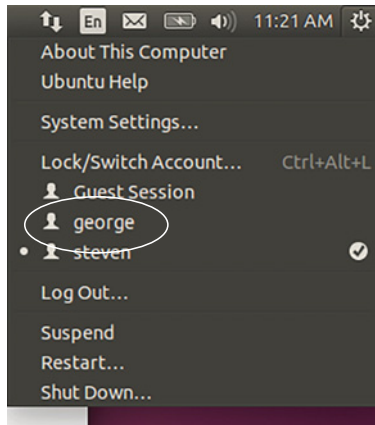 En 11:21 AM
About This Computer
Ubuntu Help
System Settings...
Lock/Switch Account... Ctrl+Alt+L
Guest Session
george
steven
Log Out...
Suspend
Restart...
Shut Down...